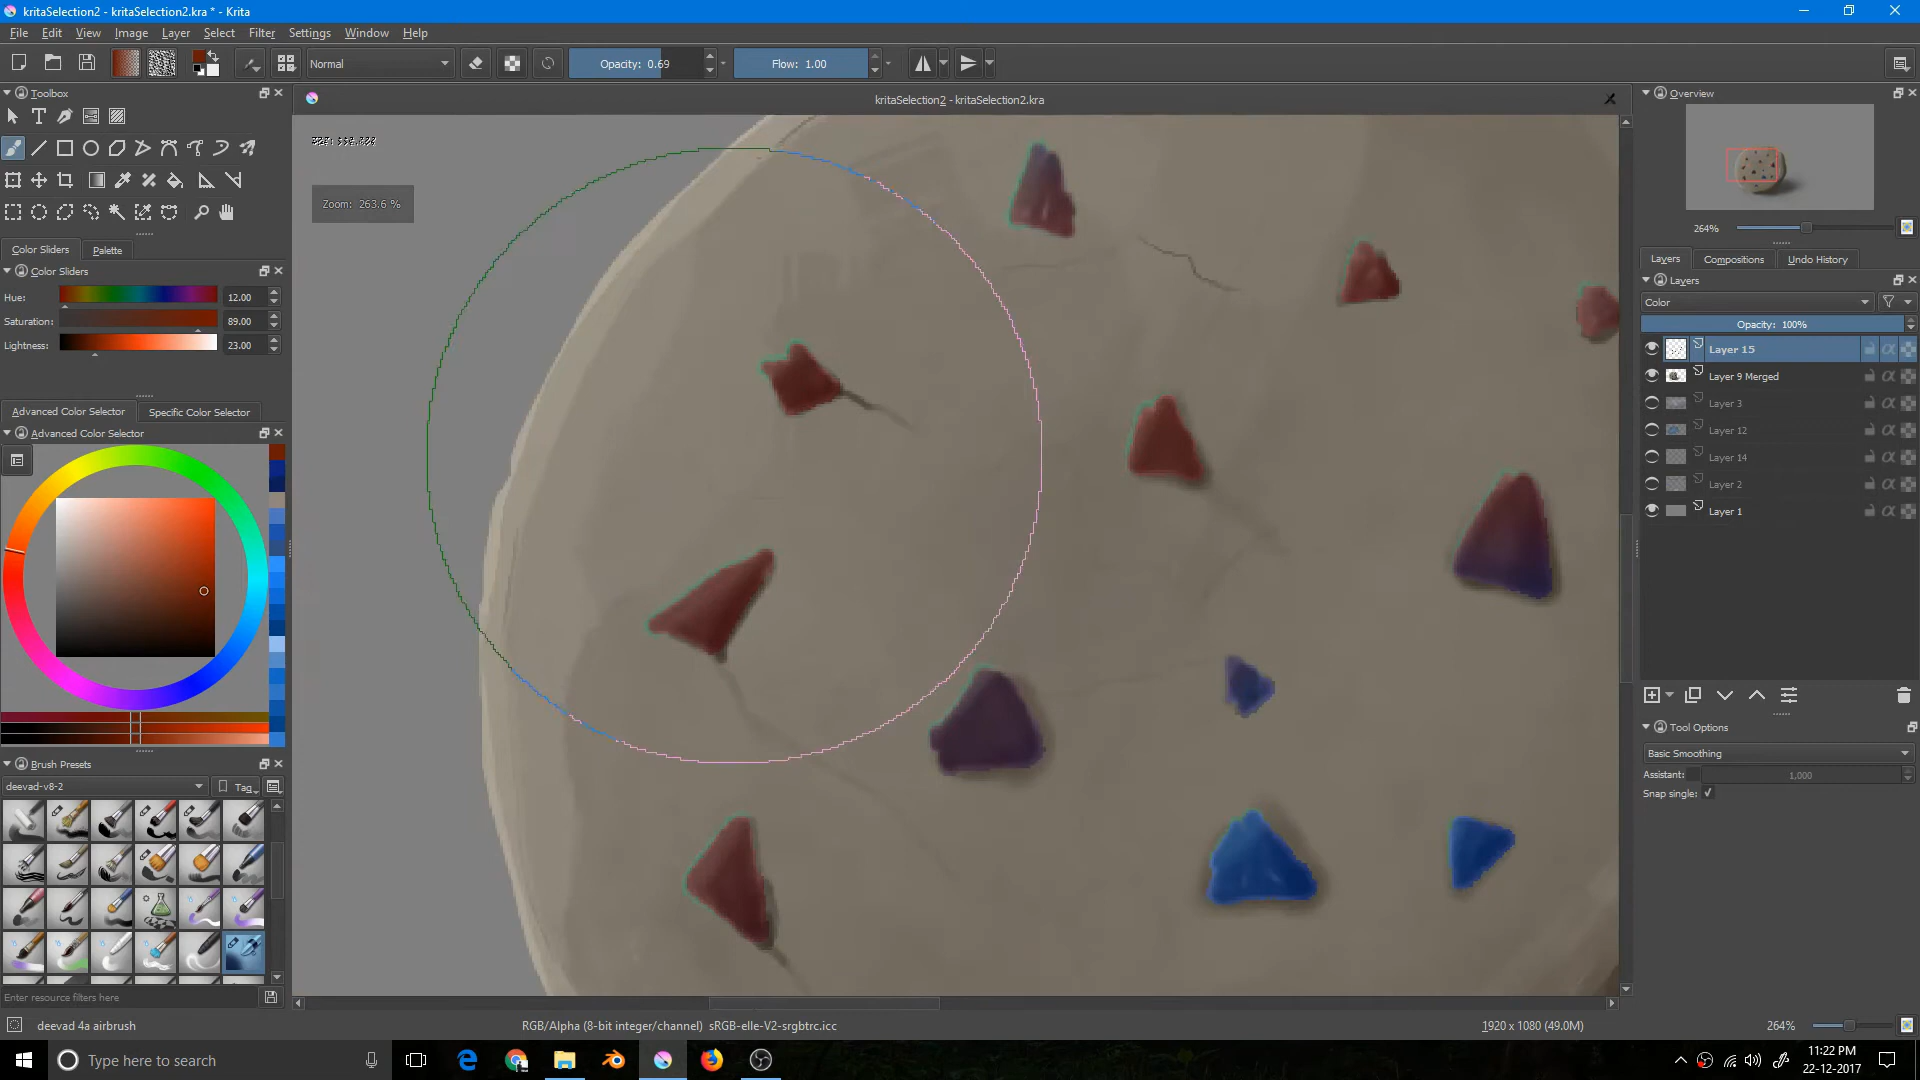 kritaSelection2 - kritaSelection2.kra * - Krita
File Edit View Image Layer Select Filter Settings Window Help
Normal
Opacity: 0.69
Flow: 1.00
Toolbox
kritaSelection2 - kritaSelection2.kra
Overview
Zoom: 263.6 %
264%
Color Sliders Palette
Color Sliders
Hue: 12.00
Saturation: 89.00
Lightness: 23.00
Layers Compositions Undo History
Layers
Color
Opacity: 100%
Layer 15
Layer 9 Merged
Layer 3
Layer 12
Layer 14
Layer 2
Layer 1
Advanced Color Selector Specific Color Selector
Advanced Color Selector
Tool Options
Basic Smoothing
Assistant: 1,000
Snap single:
Brush Presets
deevad-v8-2
Tag
Enter resource filters here
deevad 4a airbrush
RGB/Alpha (8-bit integer/channel) sRGB-elle-V2-srgbtrc.icc
1920 x 1080 (49.0M)
264%
Type here to search
11:22 PM
22-12-2017